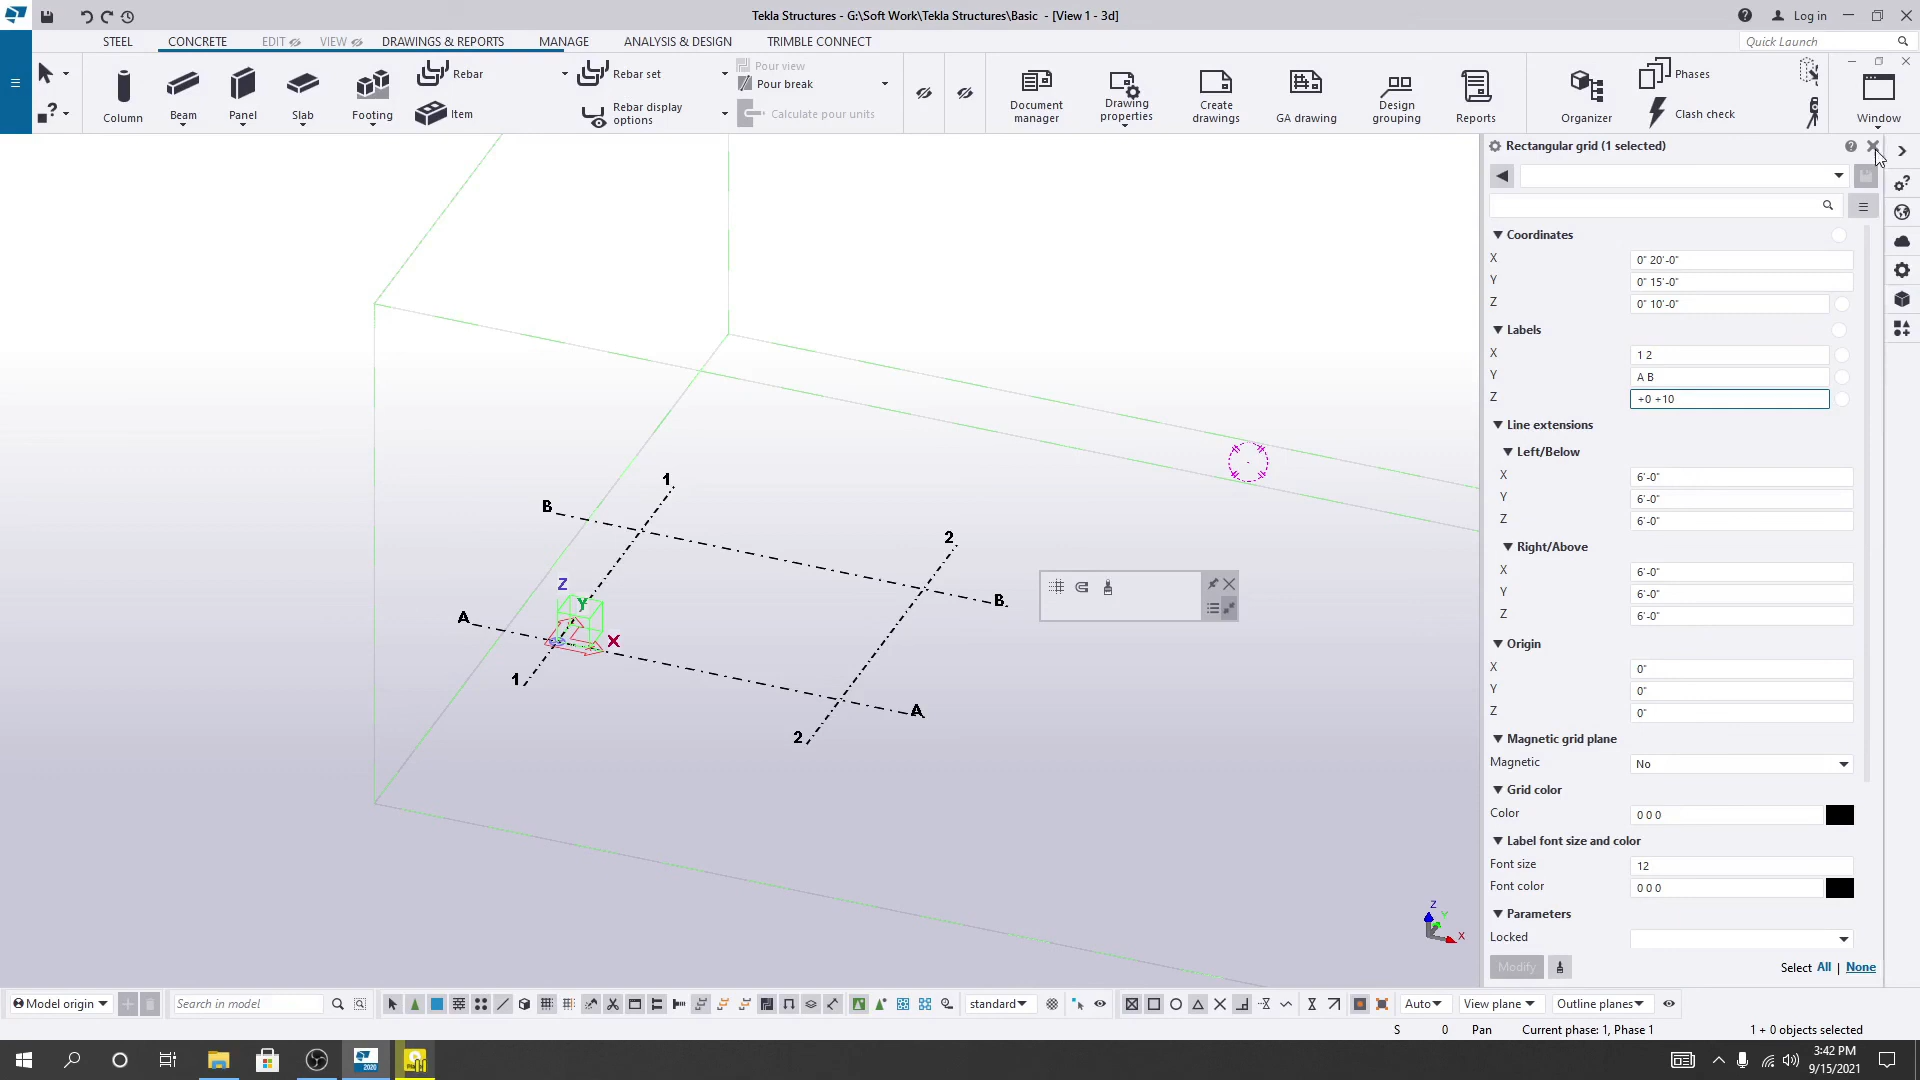 Tekla Structures - G:\Soft Work\Tekla Structures\Basic - [View 1 - 3d]
Log in
STEEL
CONCRETE
EDIT
VIEW
DRAWINGS & REPORTS
MANAGE
ANALYSIS & DESIGN
TRIMBLE CONNECT
Quick Launch
Column
Beam
Panel
Slab
Footing
Rebar
Item
Rebar set
Rebar display
options
Pour view
Pour break
Calculate pour units
Document
manager
Drawing
properties
Create
drawings
GA drawing
Design
grouping
Reports
Organizer
Phases
Clash check
Window
Rectangular grid (1 selected)
Coordinates
X 0" 20'-0"
Y 0" 15'-0"
Z 0" 10'-0"
Labels
X 1 2
Y A B
Z +0 +10
Line extensions
Left/Below
X 6'-0"
Y 6'-0"
Z 6'-0"
Right/Above
X 6'-0"
Y 6'-0"
Z 6'-0"
Origin
X 0"
Y 0"
Z 0"
Magnetic grid plane
Magnetic No
Grid color
Color 0 0 0
Label font size and color
Font size 12
Font color 0 0 0
Parameters
Locked
Modify
Select All | None
1
B
2
Z
Y
B
A
X
1
A
2
Z
Y
X
Model origin
Search in model
standard
Auto
View plane
Outline planes
S 0 Pan Current phase: 1, Phase 1 1 + 0 objects selected
2020
3:42 PM
9/15/2021